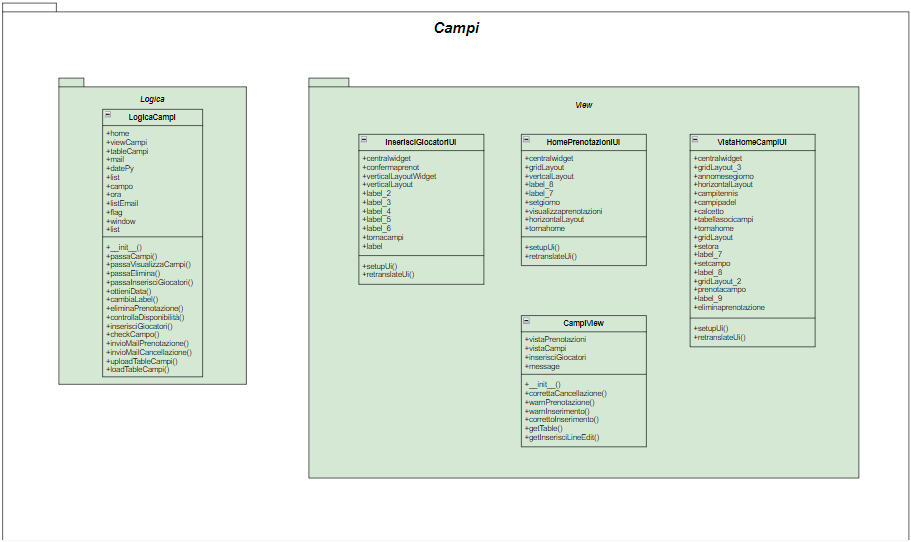 Campi
Logica
LogicaCampi
+home
+viewCampi
+tableCampi
+mail
+datePy
+list
+campo
+ora
+listEmail
+flag
+window
+list
+__init__()
+passaCampi()
+passaVisualizzaCampi()
+passaElimina()
+passaInserisciGiocatori()
+ottieniData()
+cambiaLabel()
+eliminaPrenotazione()
+controllaDisponibilità()
+inserisciGiocatori()
+checkCampo()
+invioMailPrenotazione()
+invioMailCancellazione()
+uploadTableCampi()
+loadTableCampi()
View
InserisciGiocatoriUI
+centralwidget
+confermaprenot
+verticalLayoutWidget
+verticalLayout
+label_2
+label_3
+label_4
+label_5
+label_6
+tornacampi
+label
+setupUi()
+retranslateUi()
HomePrenotazioniUI
+centralwidget
+gridLayout
+vertcalLayout
+label_8
+label_7
+setgiorno
+visualizzaprenotazioni
+horizontalLayout
+tornahome
+setupUi()
+retranslateUi()
VistaHomeCampiUI
+centralwidget
+gridLayout_3
+annomesegiorno
+horizontalLayout
+campitennis
+campipadel
+calcetto
+tabellasocicampi
+tornahome
+gridLayout
+setora
+label_7
+setcampo
+label_8
+gridLayout_2
+prenotacampo
+label_9
+eliminaprenotazione
+setupUi()
+retranslateUi()
CampiView
+vistaPrenotazioni
+vistaCampi
+inserisciGiocatori
+message
+__init__()
+correttaCancellazione()
+warnPrenotazione()
+warnInserimento()
+correttoInserimento()
+getTable()
+getInserisciLineEdit()